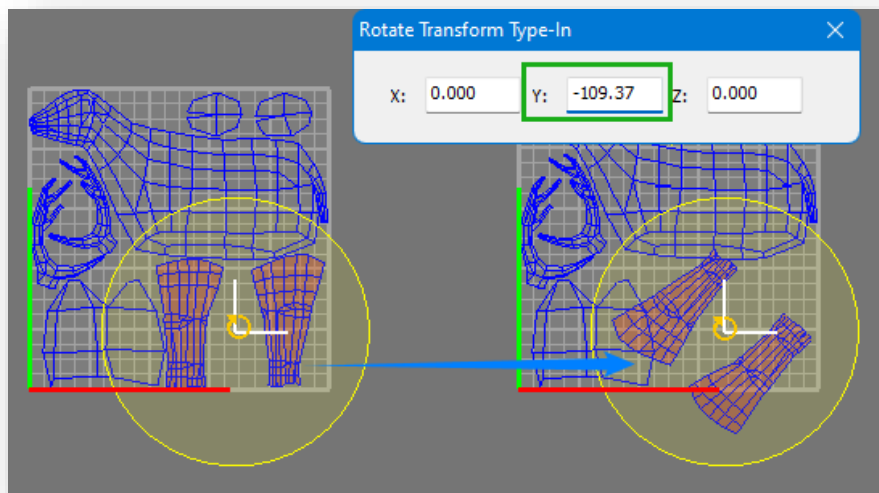 Rotate Transform Type-In
X: 0.000 Y: -109.37 Z: 0.000